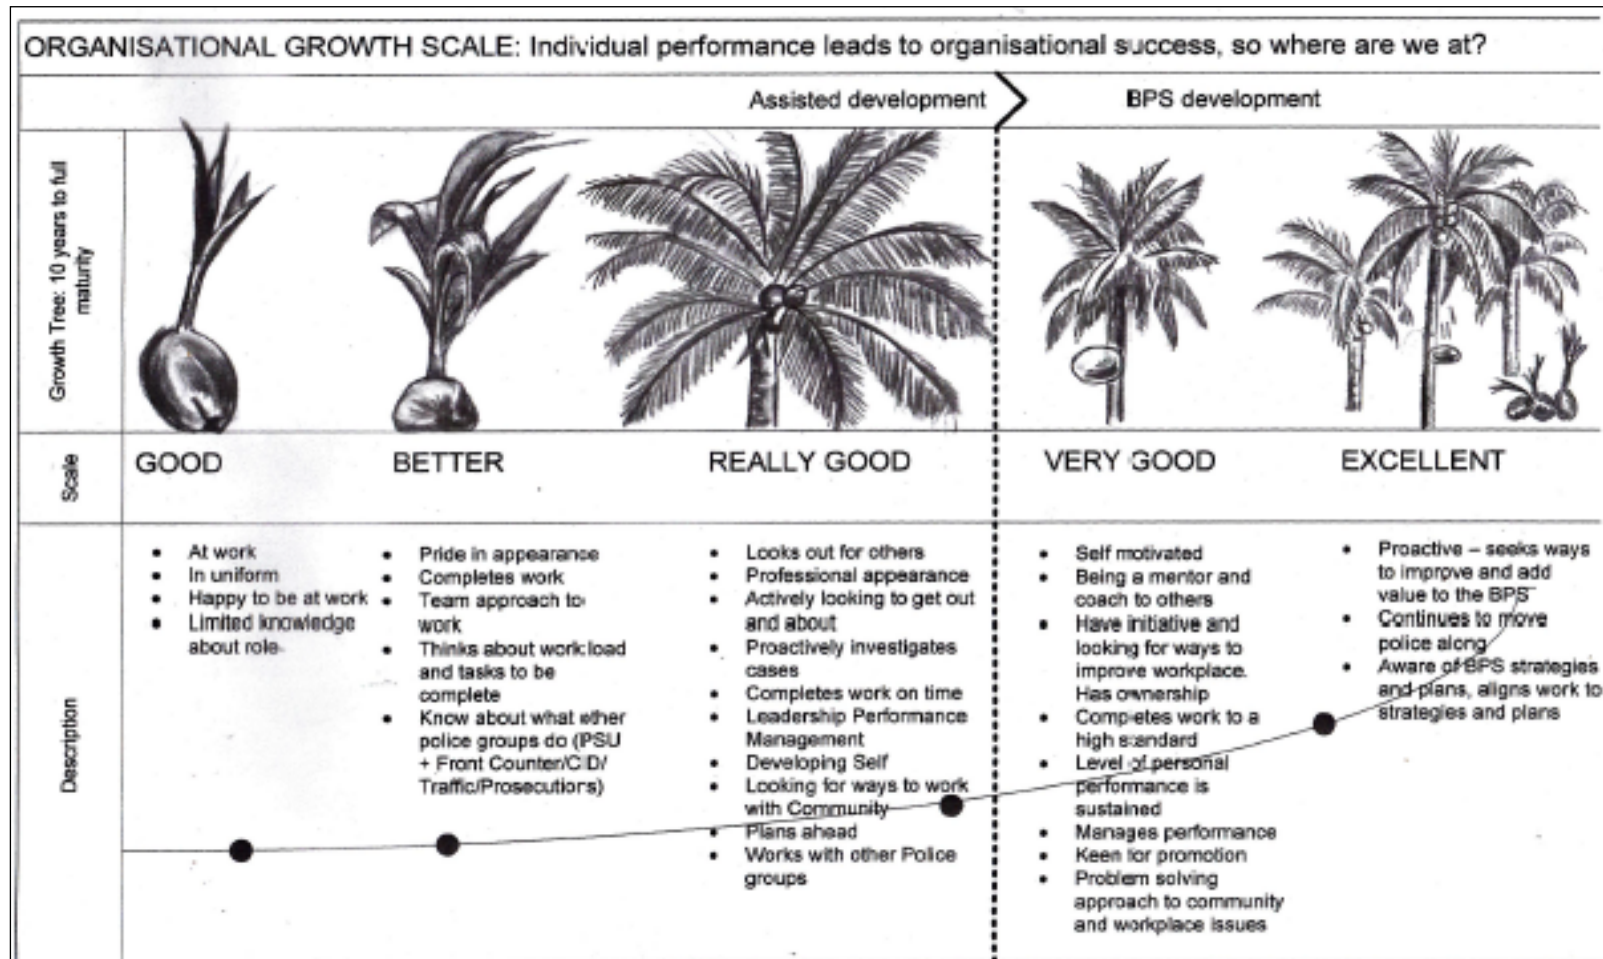 ORGANISATIONAL GROWTH SCALE: Individual performance leads to organisational success, so where are we at?
Assisted development
BPS development
Growth Tree: 10 years to full
maturity
Scale
GOOD
BETTER
REALLY GOOD
VERY GOOD
EXCELLENT
Description
• At work
• In uniform
• Happy to be at work
• Limited knowledge
about role
• Pride in appearance
• Completes work
• Team approach to
work
• Thinks about work load
and tasks to be
complete
• Know about what other
police groups do (PSU
+ Front Counter/CID/
Traffic/Prosecutions)
• Looks out for others
• Professional appearance
• Actively looking to get out
and about
• Proactively investigates
cases
• Completes work on time
• Leadership Performance
Management
• Developing Self
• Looking for ways to work
with Community
• Plans ahead
• Works with other Police
groups
• Self motivated
• Being a mentor and
coach to others
• Have initiative and
looking for ways to
improve workplace.
Has ownership
• Completes work to a
high standard
• Level of personal
performance is
sustained
• Manages performance
• Keen for promotion
• Problem solving
approach to community
and workplace issues
• Proactive – seeks ways
to improve and add
value to the BPS
• Continues to move
police along
• Aware of BPS strategies
and plans, aligns work to
strategies and plans